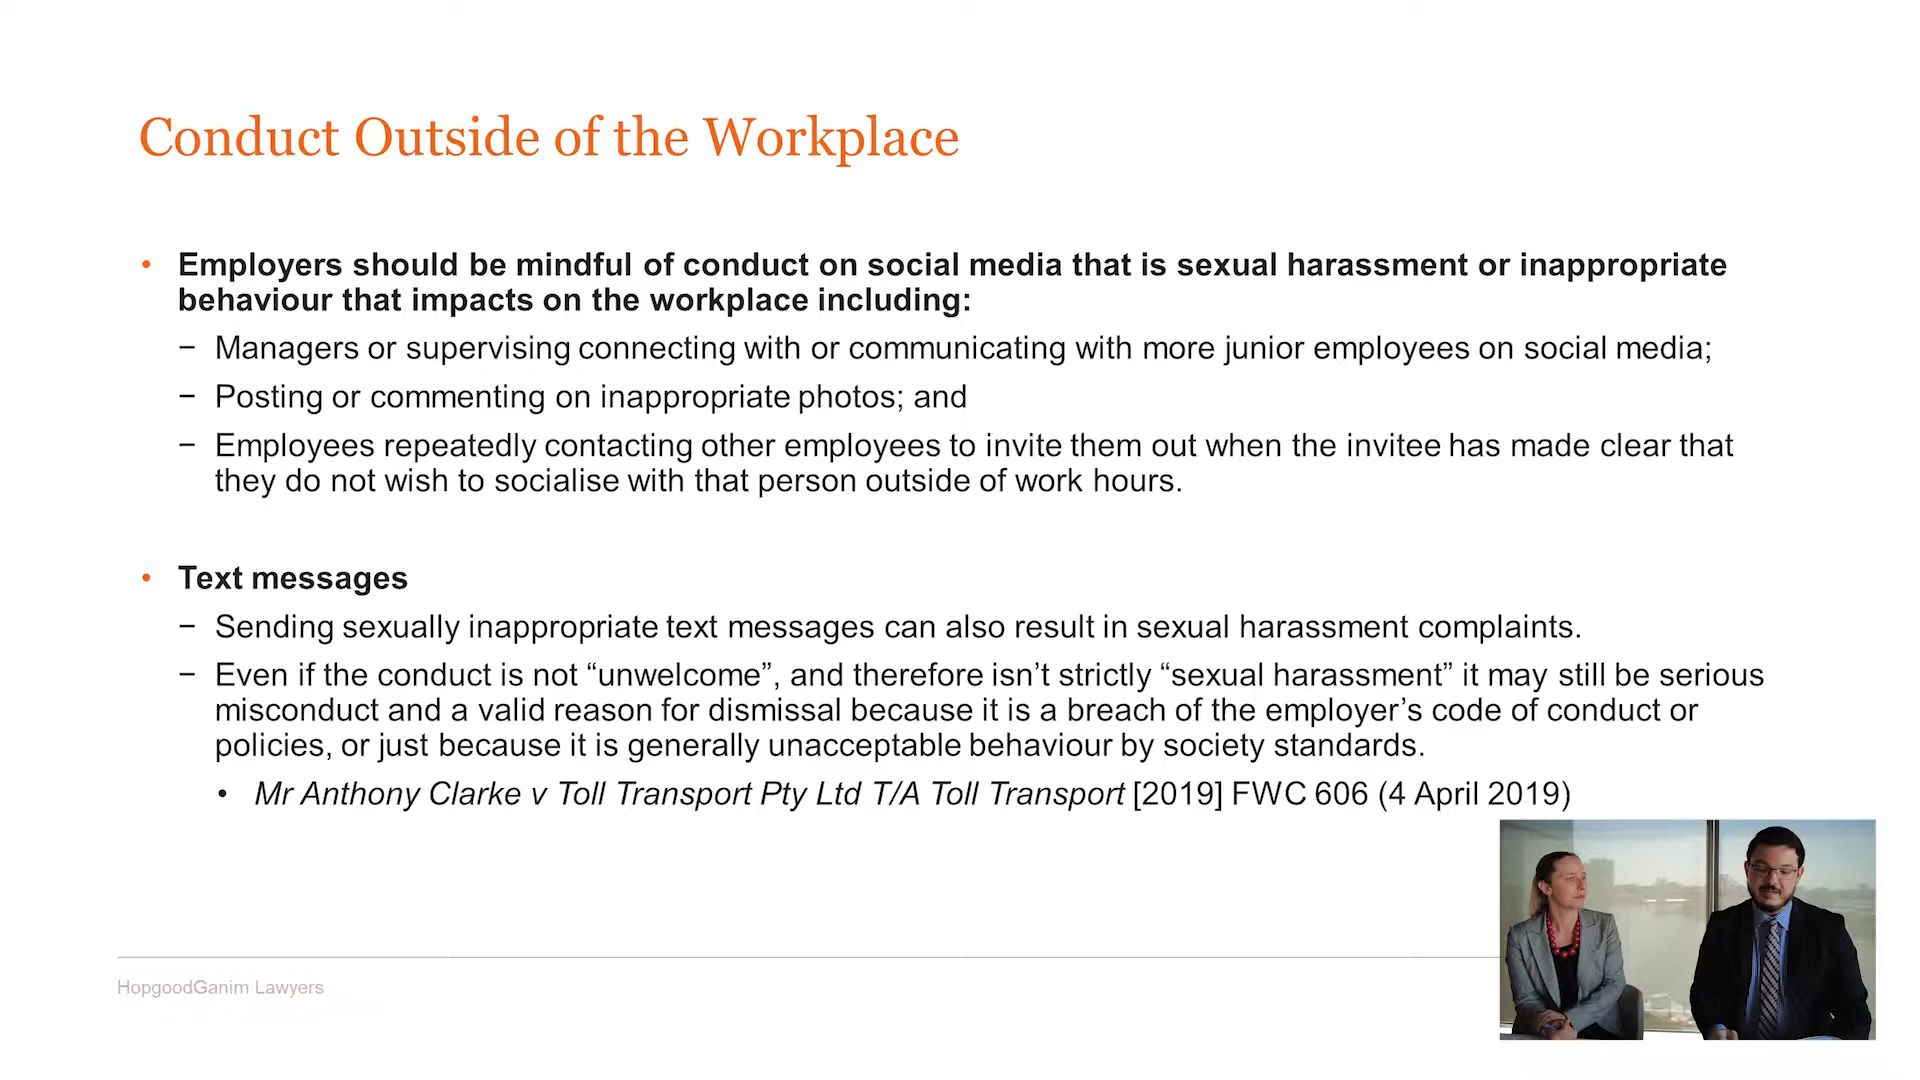 Conduct Outside of the Workplace
• Employers should be mindful of conduct on social media that is sexual harassment or inappropriate
behaviour that impacts on the workplace including:
− Managers or supervising connecting with or communicating with more junior employees on social media;
− Posting or commenting on inappropriate photos; and
− Employees repeatedly contacting other employees to invite them out when the invitee has made clear that
they do not wish to socialise with that person outside of work hours.
• Text messages
− Sending sexually inappropriate text messages can also result in sexual harassment complaints.
− Even if the conduct is not “unwelcome”, and therefore isn’t strictly “sexual harassment” it may still be serious
misconduct and a valid reason for dismissal because it is a breach of the employer’s code of conduct or
policies, or just because it is generally unacceptable behaviour by society standards.
• Mr Anthony Clarke v Toll Transport Pty Ltd T/A Toll Transport [2019] FWC 606 (4 April 2019)
HopgoodGanim Lawyers